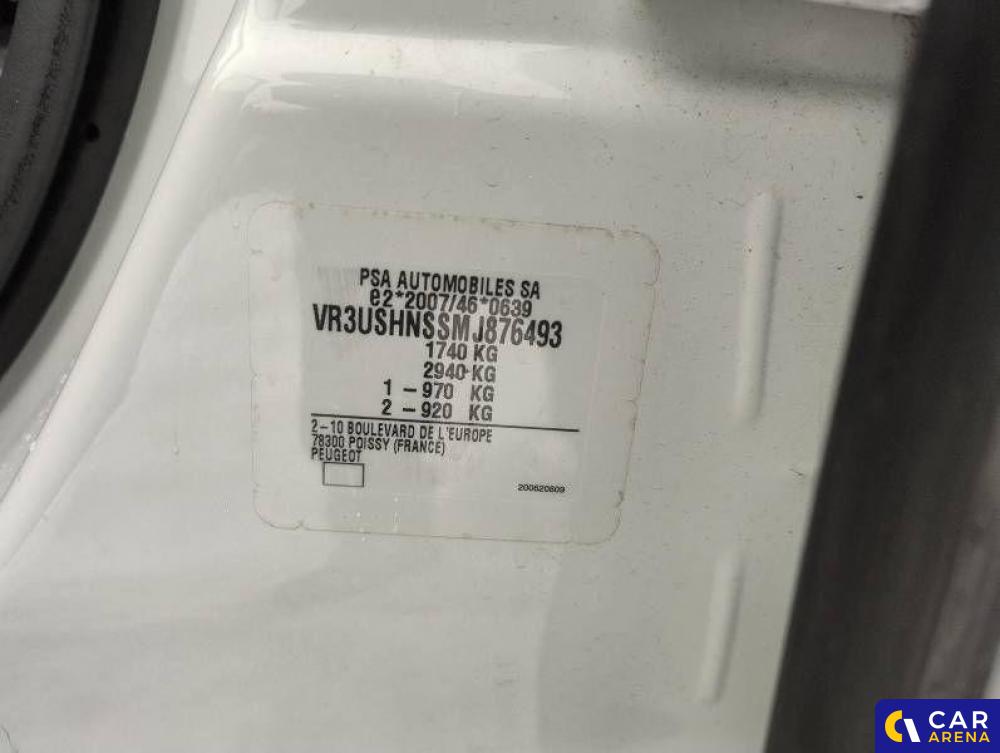 PSA AUTOMOBILES SA
e2*2007/46*0639
VR3USHNSSMJ876493
1740 KG
2940 KG
1 - 970 KG
2 - 920 KG
2-10 BOULEVARD DE L'EUROPE
78300 POISSY (FRANCE)
PEUGEOT
200620809
CAR
ARENA